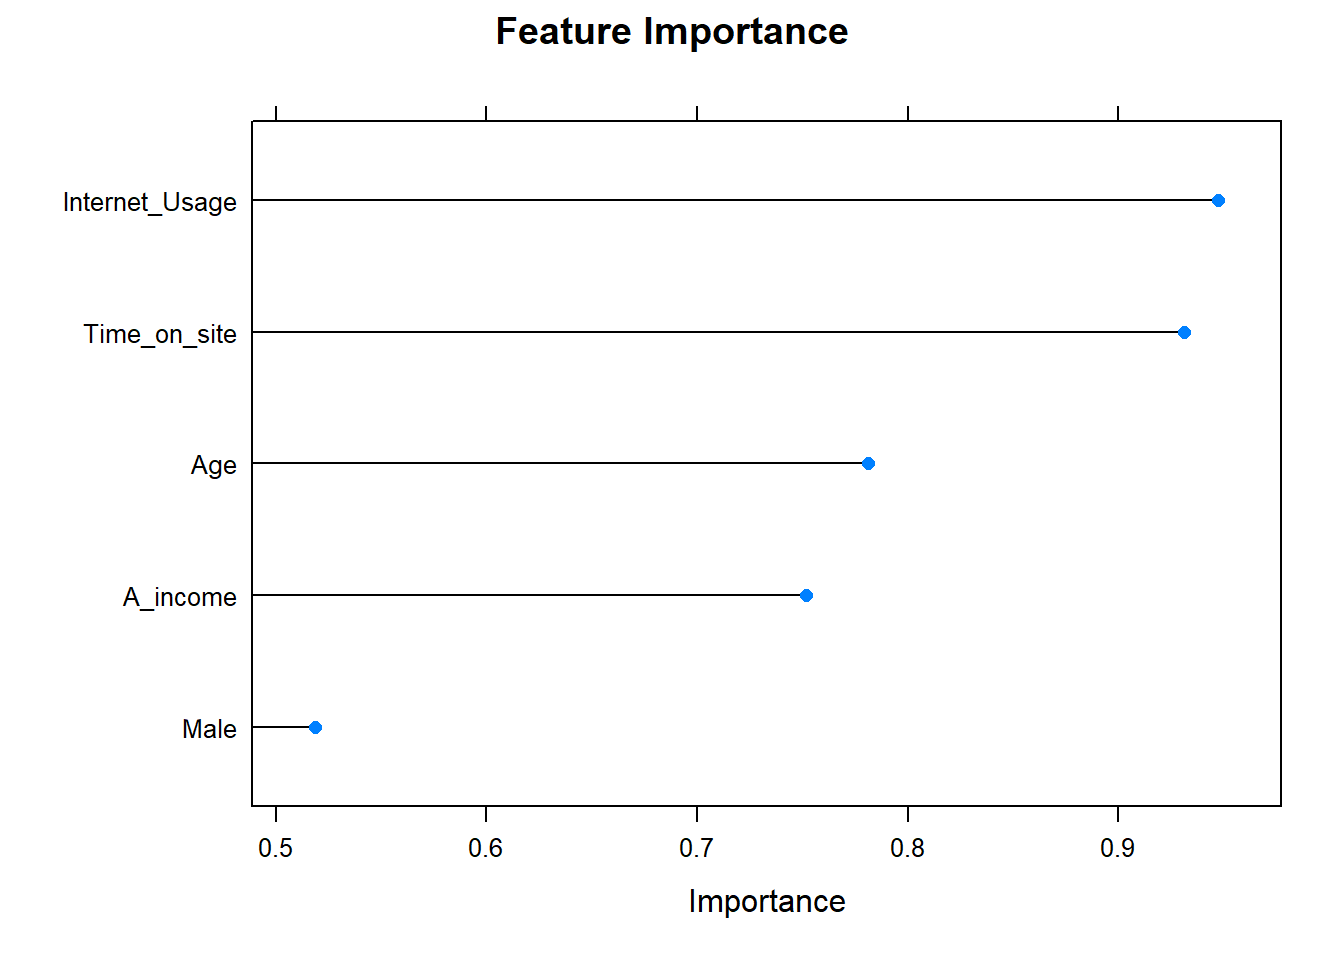 Feature Importance
Internet_Usage
Time_on_site
Age
A_income
Male
0.5 0.6 0.7 0.8 0.9
Importance